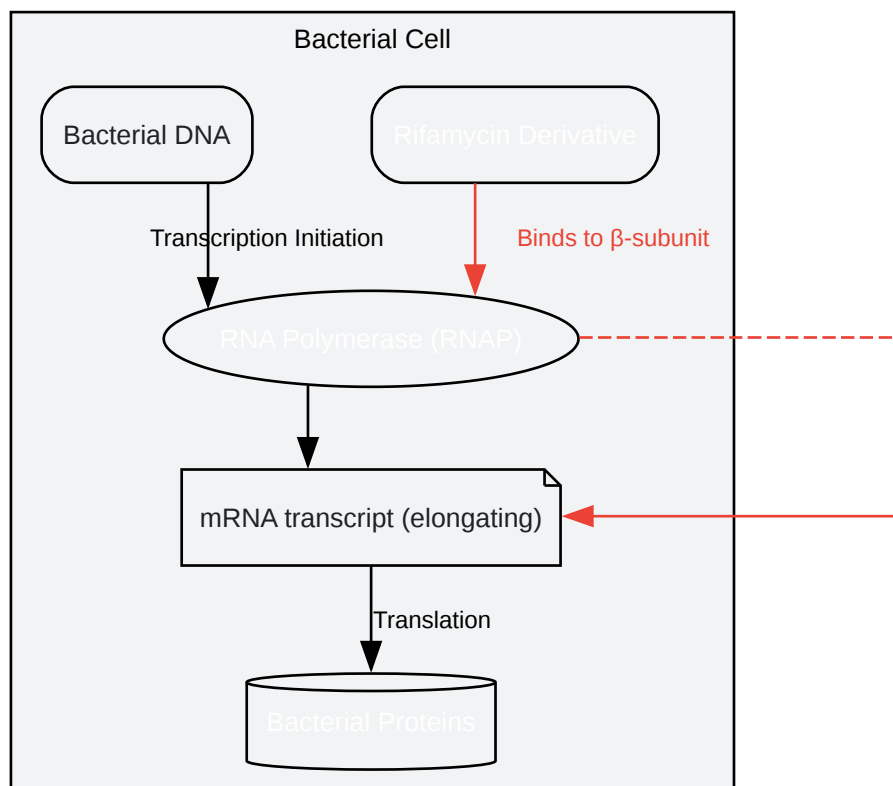 Bacterial Cell
Bacterial DNA
Rifamycin Derivative
Transcription Initiation
Binds to β-subunit
RNA Polymerase (RNAP)
mRNA transcript (elongating)
Translation
Bacterial Proteins